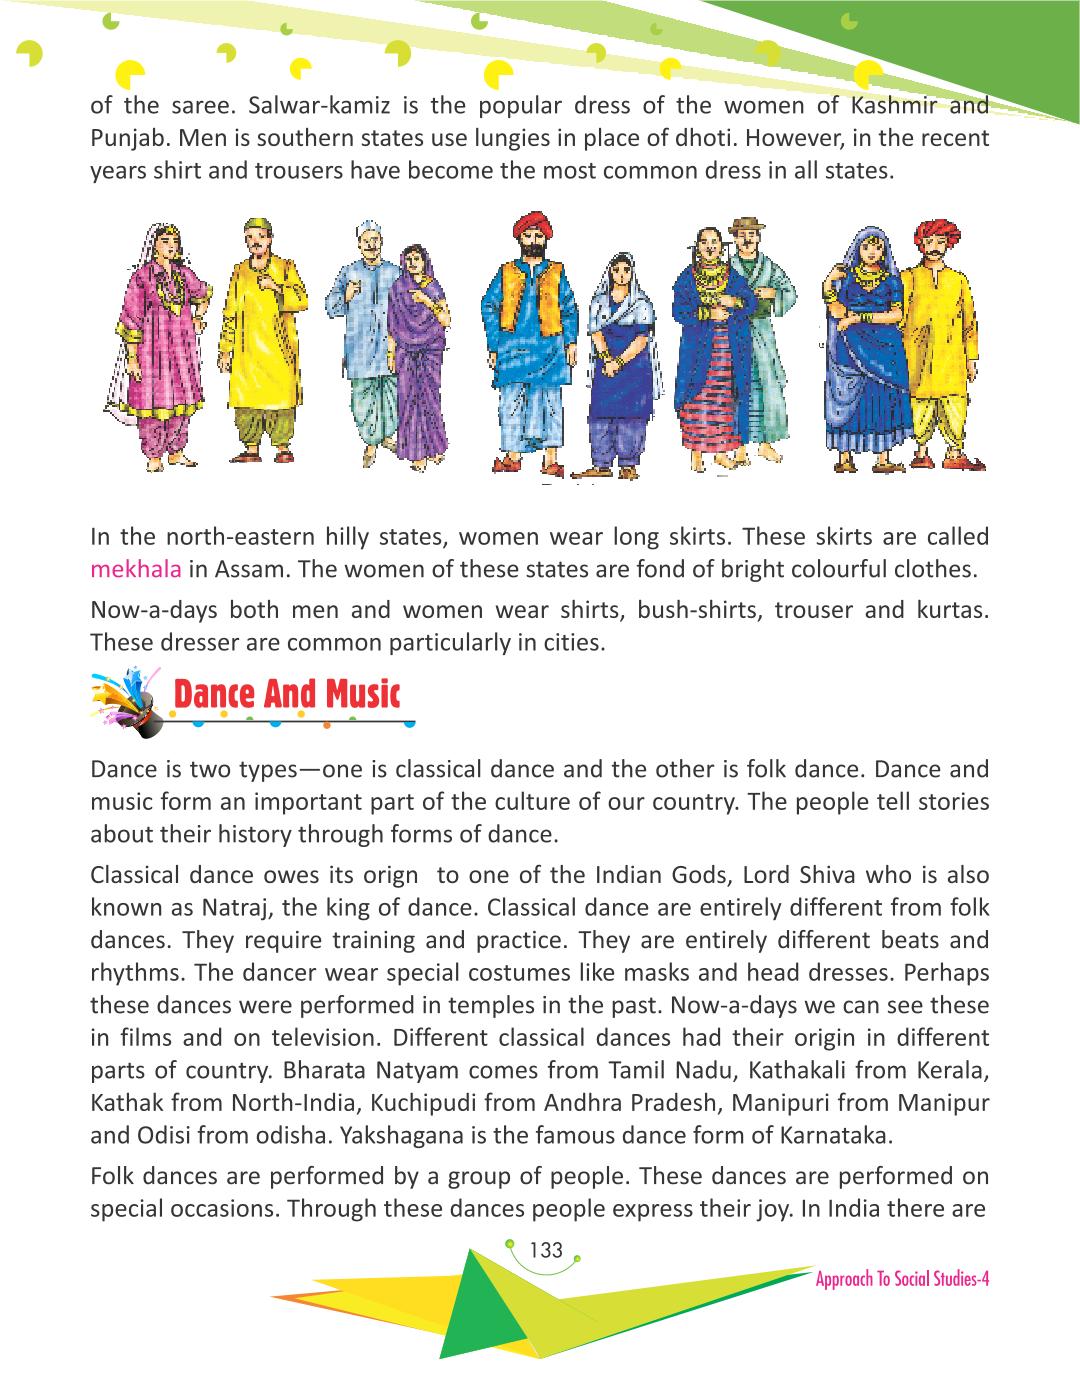 of the saree. Salwar-kamiz is the popular dress of the women of Kashmir and
Punjab. Men is southern states use lungies in place of dhoti. However, in the recent
years shirt and trousers have become the most common dress in all states.
In the north-eastern hilly states, women wear long skirts. These skirts are called
mekhala in Assam. The women of these states are fond of bright colourful clothes.
Now-a-days both men and women wear shirts, bush-shirts, trouser and kurtas.
These dresser are common particularly in cities.
Dance And Music
Dance is two types—one is classical dance and the other is folk dance. Dance and
music form an important part of the culture of our country. The people tell stories
about their history through forms of dance.
Classical dance owes its orign  to one of the Indian Gods, Lord Shiva who is also
known as Natraj, the king of dance. Classical dance are entirely different from folk
dances. They require training and practice. They are entirely different beats and
rhythms. The dancer wear special costumes like masks and head dresses. Perhaps
these dances were performed in temples in the past. Now-a-days we can see these
in films and on television. Different classical dances had their origin in different
parts of country. Bharata Natyam comes from Tamil Nadu, Kathakali from Kerala,
Kathak from North-India, Kuchipudi from Andhra Pradesh, Manipuri from Manipur
and Odisi from odisha. Yakshagana is the famous dance form of Karnataka.
Folk dances are performed by a group of people. These dances are performed on
special occasions. Through these dances people express their joy. In India there are
133
Approach To Social Studies-4